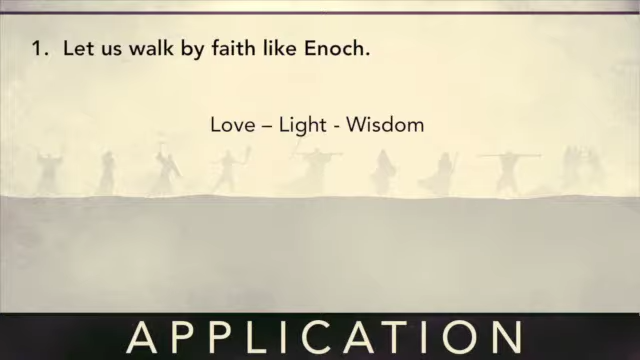 1. Let us walk by faith like Enoch.
Love – Light - Wisdom
APPLICATION